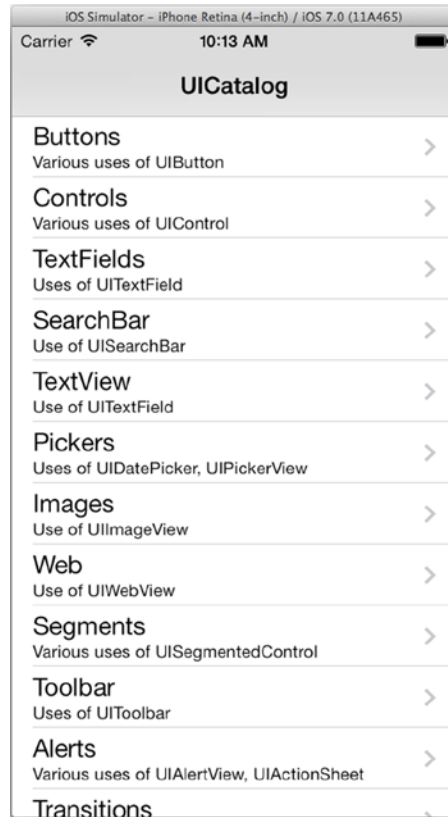 iOS Simulator – iPhone Retina (4-inch) / iOS 7.0 (11A465)
Carrier 10:13 AM
UICatalog
Buttons
Various uses of UIButton
Controls
Various uses of UIControl
TextFields
Uses of UITextField
SearchBar
Use of UISearchBar
TextView
Use of UITextField
Pickers
Uses of UIDatePicker, UIPickerView
Images
Use of UIImageView
Web
Use of UIWebView
Segments
Various uses of UISegmentedControl
Toolbar
Uses of UIToolbar
Alerts
Various uses of UIAlertView, UIActionSheet
Transitions